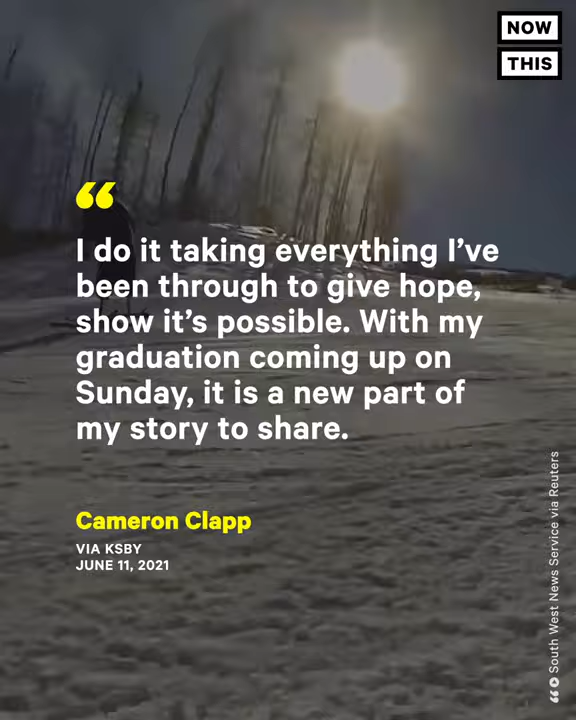 NOW
THIS
“
I do it taking everything I’ve
been through to give hope,
show it’s possible. With my
graduation coming up on
Sunday, it is a new part of
my story to share.
Cameron Clapp
VIA KSBY
JUNE 11, 2021
South West News Service via Reuters